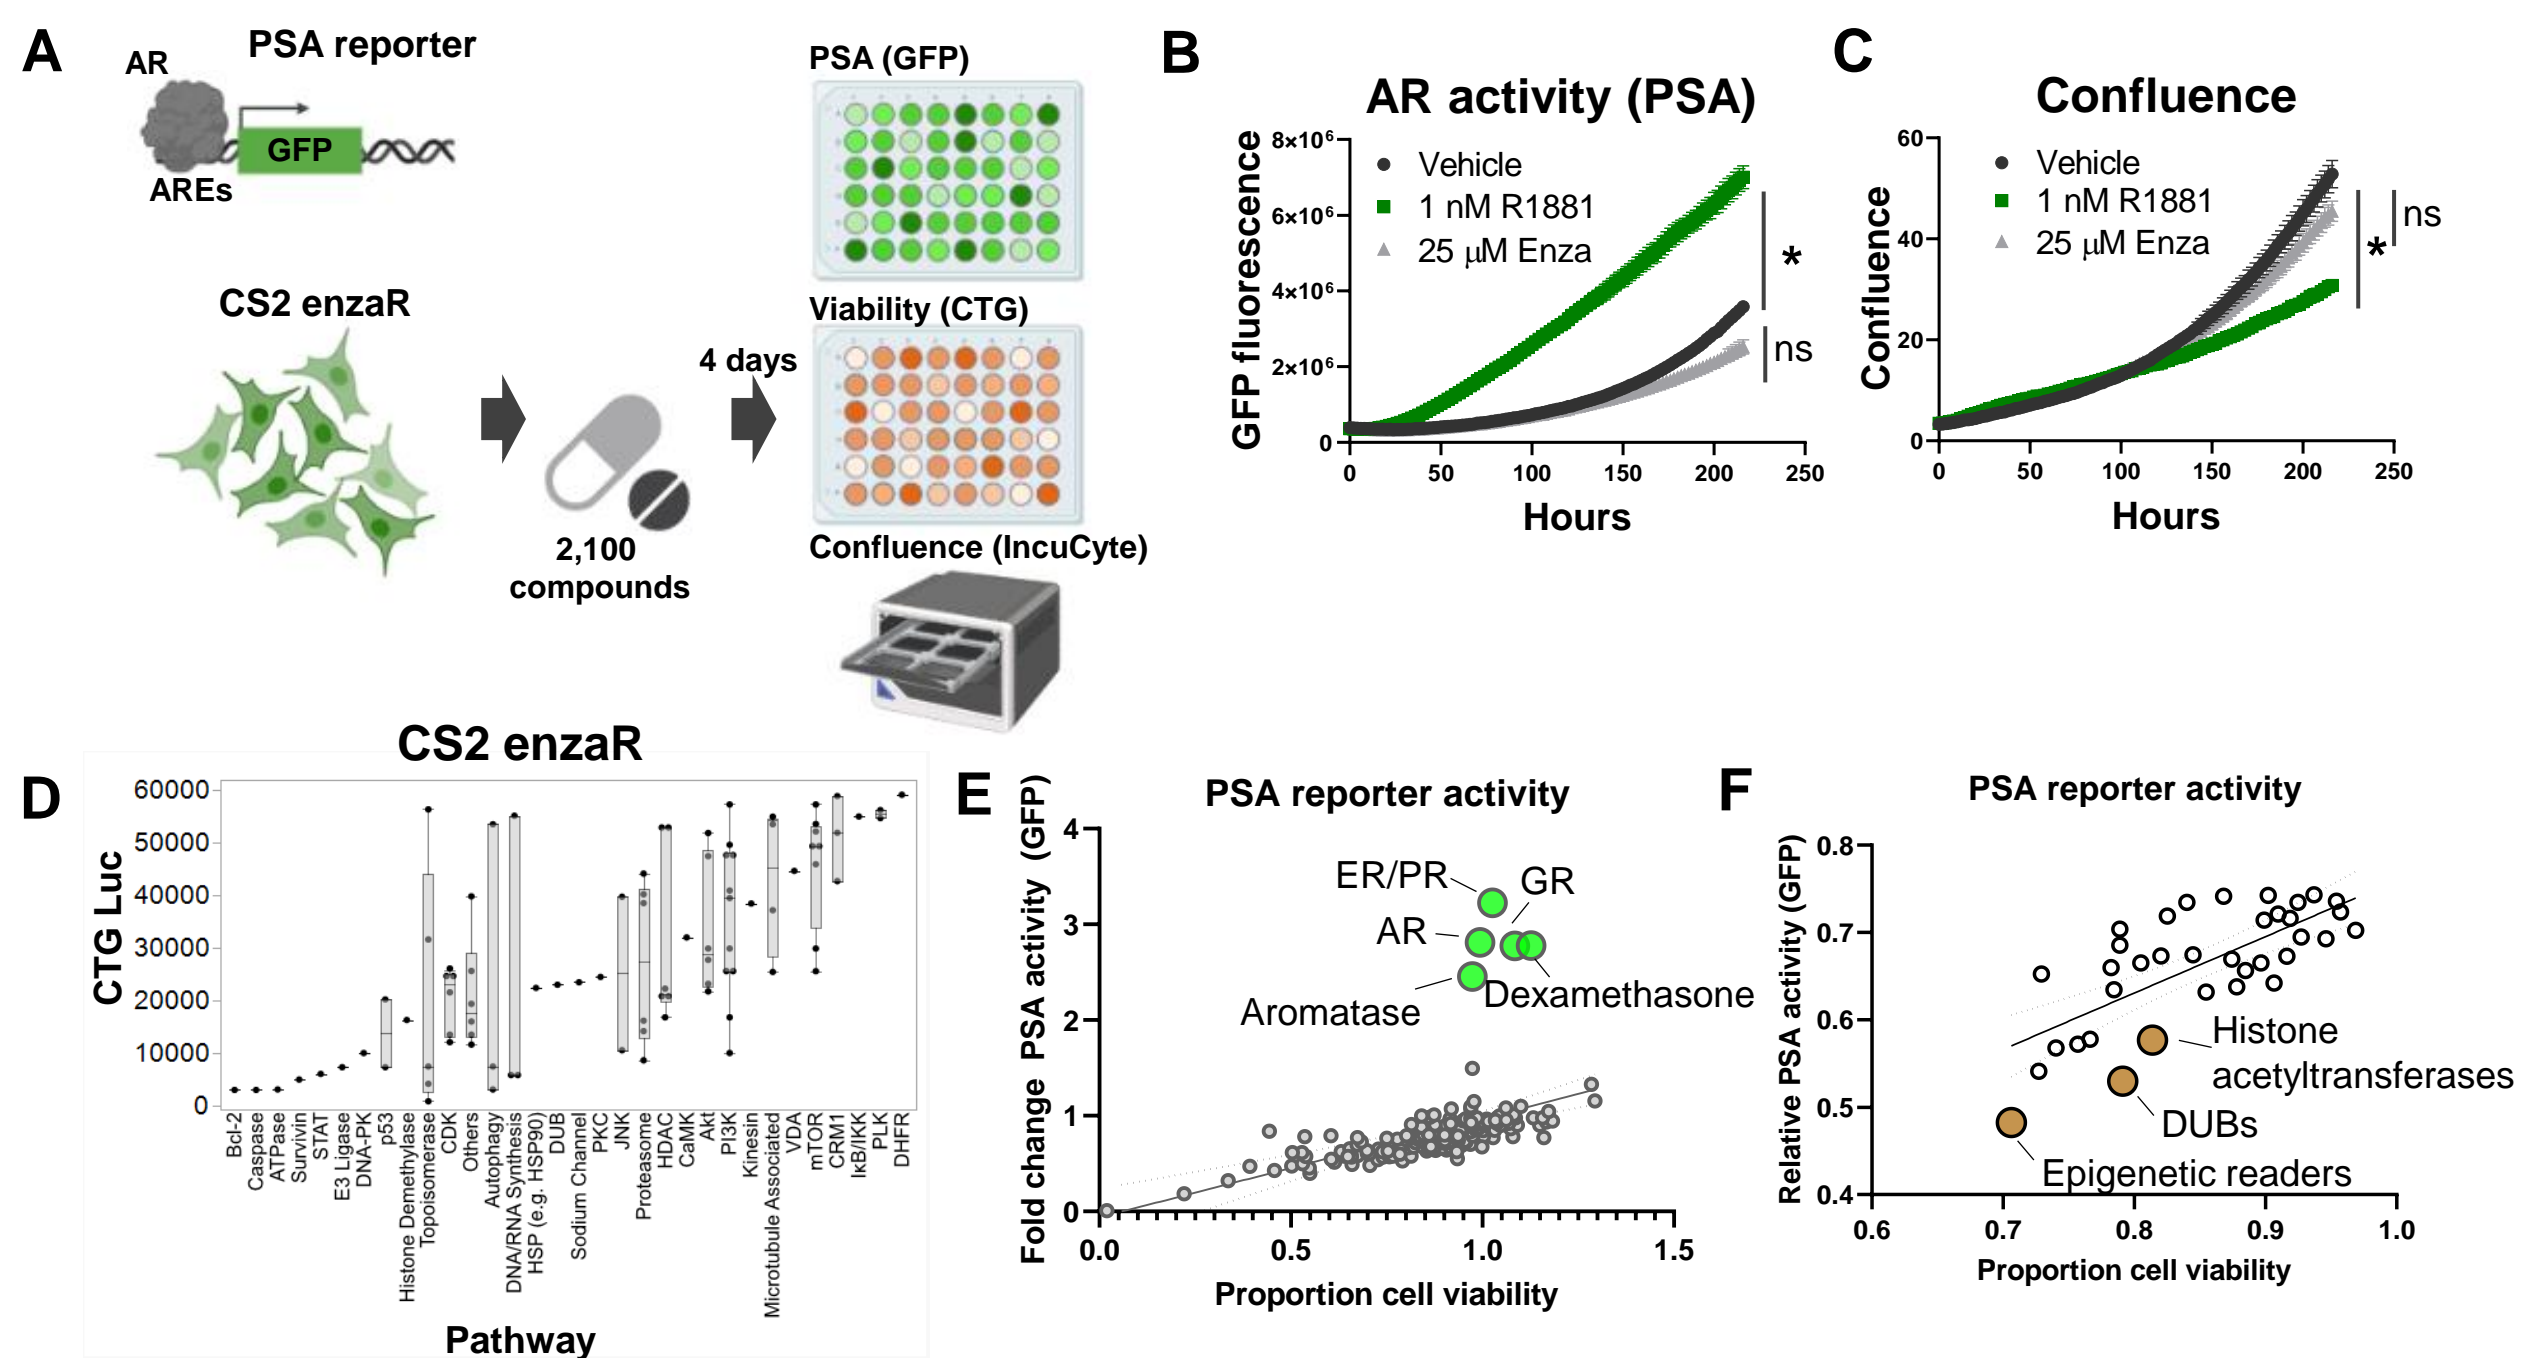 A
PSA reporter
AR
GFP
AREs
CS2 enzaR
2,100
compounds
4 days
PSA (GFP)
Viability (CTG)
Confluence (IncuCyte)
B
AR activity (PSA)
GFP fluorescence
8×10⁶
6×10⁶
4×10⁶
2×10⁶
0
Vehicle
1 nM R1881
25 μM Enza
*
ns
0 50 100 150 200 250
Hours
C
Confluence
Confluence
60
40
20
0
Vehicle
1 nM R1881
25 μM Enza
*
ns
0 50 100 150 200 250
Hours
D
CS2 enzaR
CTG Luc
60000
50000
40000
30000
20000
10000
0
Bcl-2
Caspase
ATPase
Survivin
STAT
E3 Ligase
DNA-PK
p53
Histone Demethylase
Topoisomerase
CDK
Others
Autophagy
DNA/RNA Synthesis
HSP (e.g. HSP90)
DUB
Sodium Channel
PKC
JNK
Proteasome
HDAC
CaMK
Akt
PI3K
Kinesin
Microtubule Associated
VDA
mTOR
CRM1
IκB/IKK
PLK
DHFR
Pathway
E
PSA reporter activity
Fold change PSA activity (GFP)
4
3
2
1
0
ER/PR
GR
AR
Aromatase
Dexamethasone
0.0 0.5 1.0 1.5
Proportion cell viability
F
PSA reporter activity
Relative PSA activity (GFP)
0.8
0.7
0.6
0.5
0.4
Histone
acetyltransferases
DUBs
Epigenetic readers
0.6 0.7 0.8 0.9 1.0
Proportion cell viability